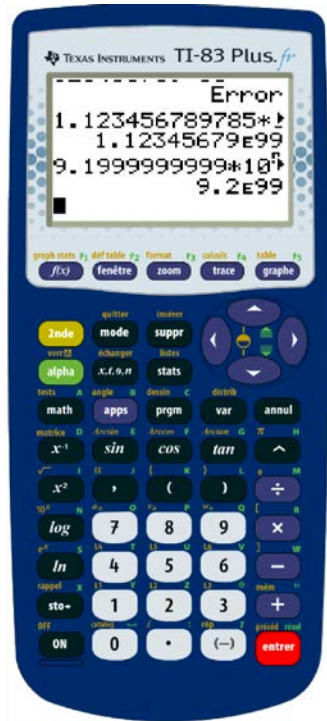 TEXAS INSTRUMENTS TI-83 Plus.fr
Error
1.123456789785*
1.12345679E99
9.1999999999*10
9.2E99
graph stats F1 déf table F2 format F3 calculs F4 table F5
f(x) fenêtre zoom trace graphe
quitter insérer
2nde mode suppr
verr A échanger listes
alpha x,t,θ,n stats
tests A angle B dessin C distrib
math apps prgm var annul
matrice D Arcsin E Arccos F Arctan G π H
x⁻¹ sin cos tan ^
√ I EE J { K } L e M
x² , ( ) ÷
10ˣ N uₙ O vₙ P wₙ Q [ R
log 7 8 9 ×
eˣ S L4 T L5 U L6 V ] W
ln 4 5 6 −
rappel X L1 Y L2 Z L3 θ mém "
sto→ 1 2 3 +
OFF catalog i : rép ? précéd résol
ON 0 . (−) entrer